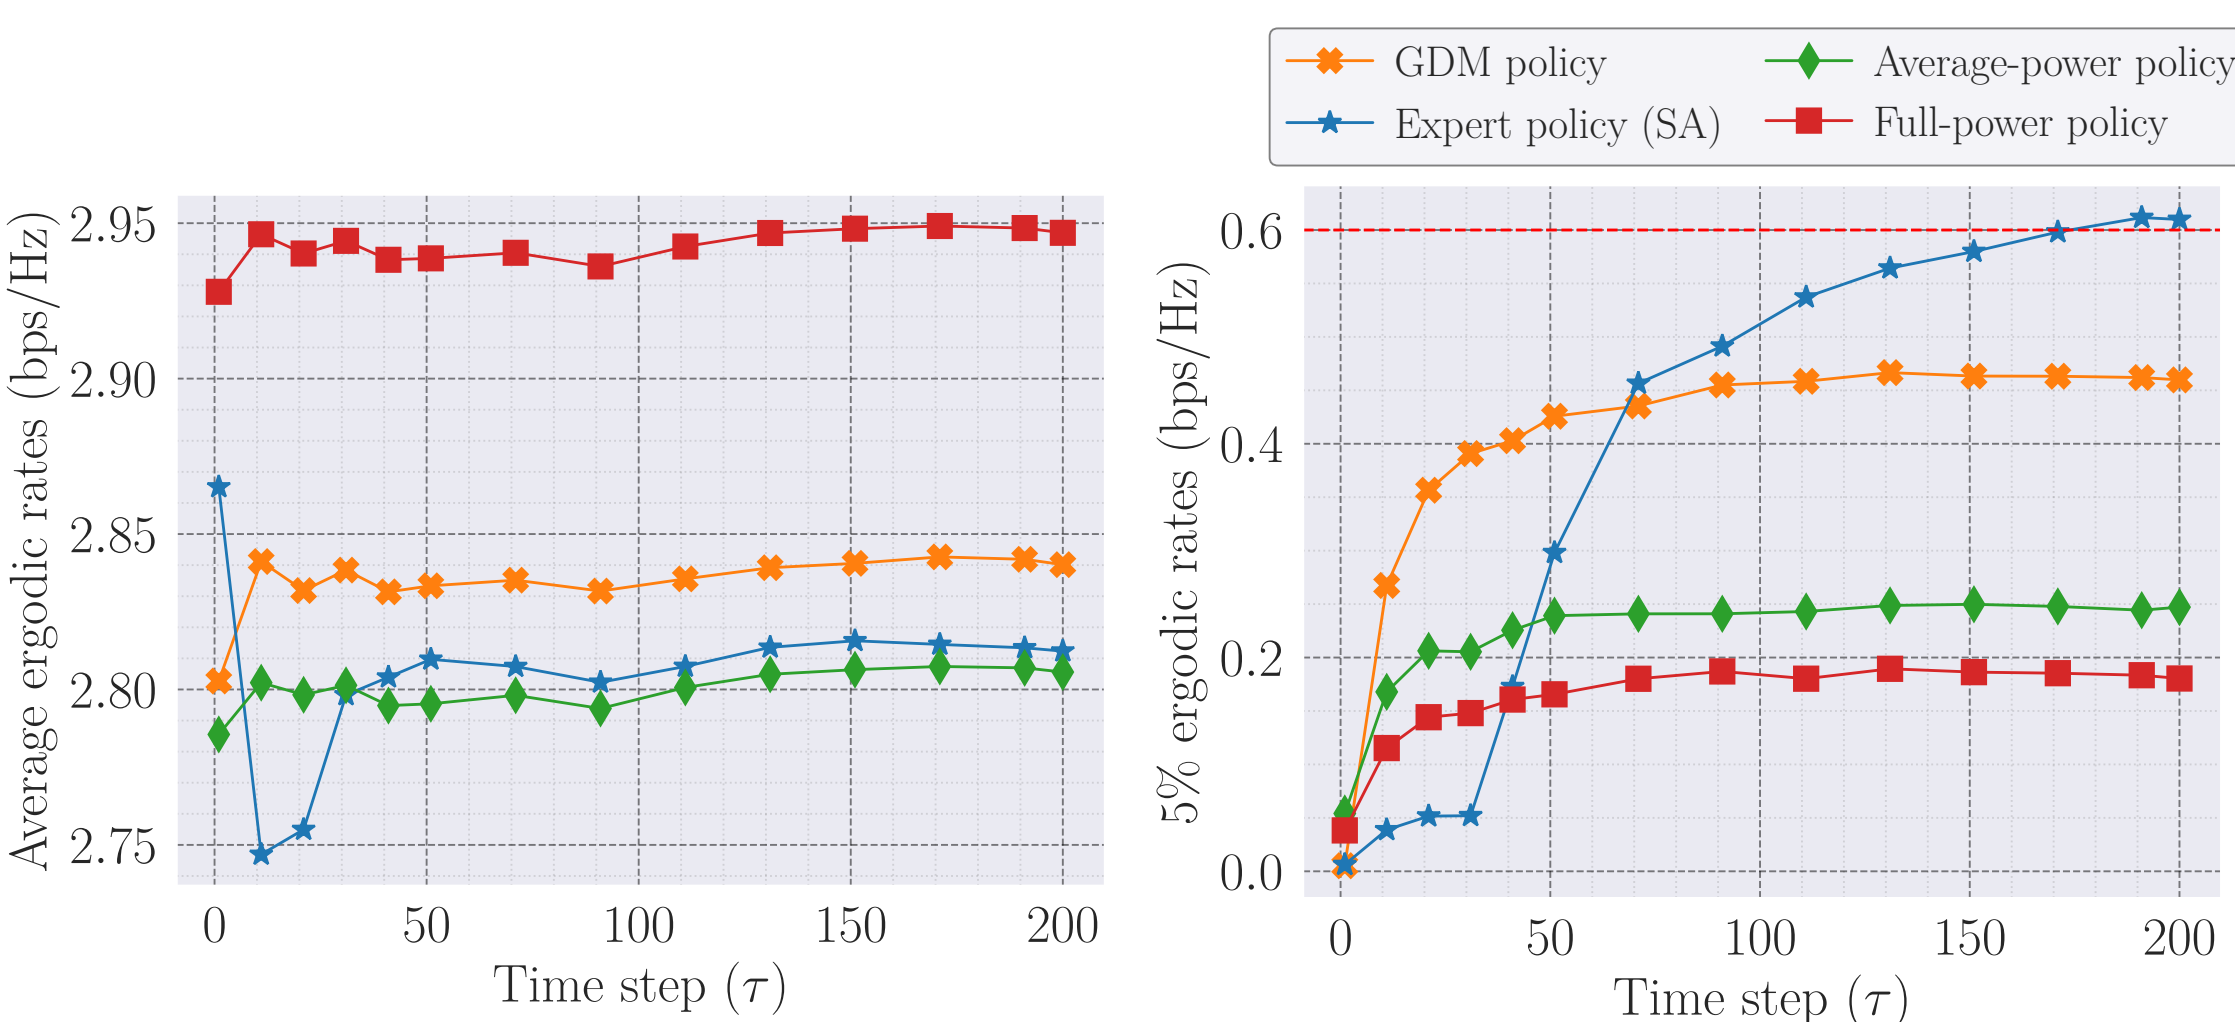 GDM policy
Average-power policy
Expert policy (SA)
Full-power policy
Average ergodic rates (bps/Hz)
2.95
2.90
2.85
2.80
2.75
0
50
100
150
200
Time step (τ)
5% ergodic rates (bps/Hz)
0.6
0.4
0.2
0.0
0
50
100
150
200
Time step (τ)